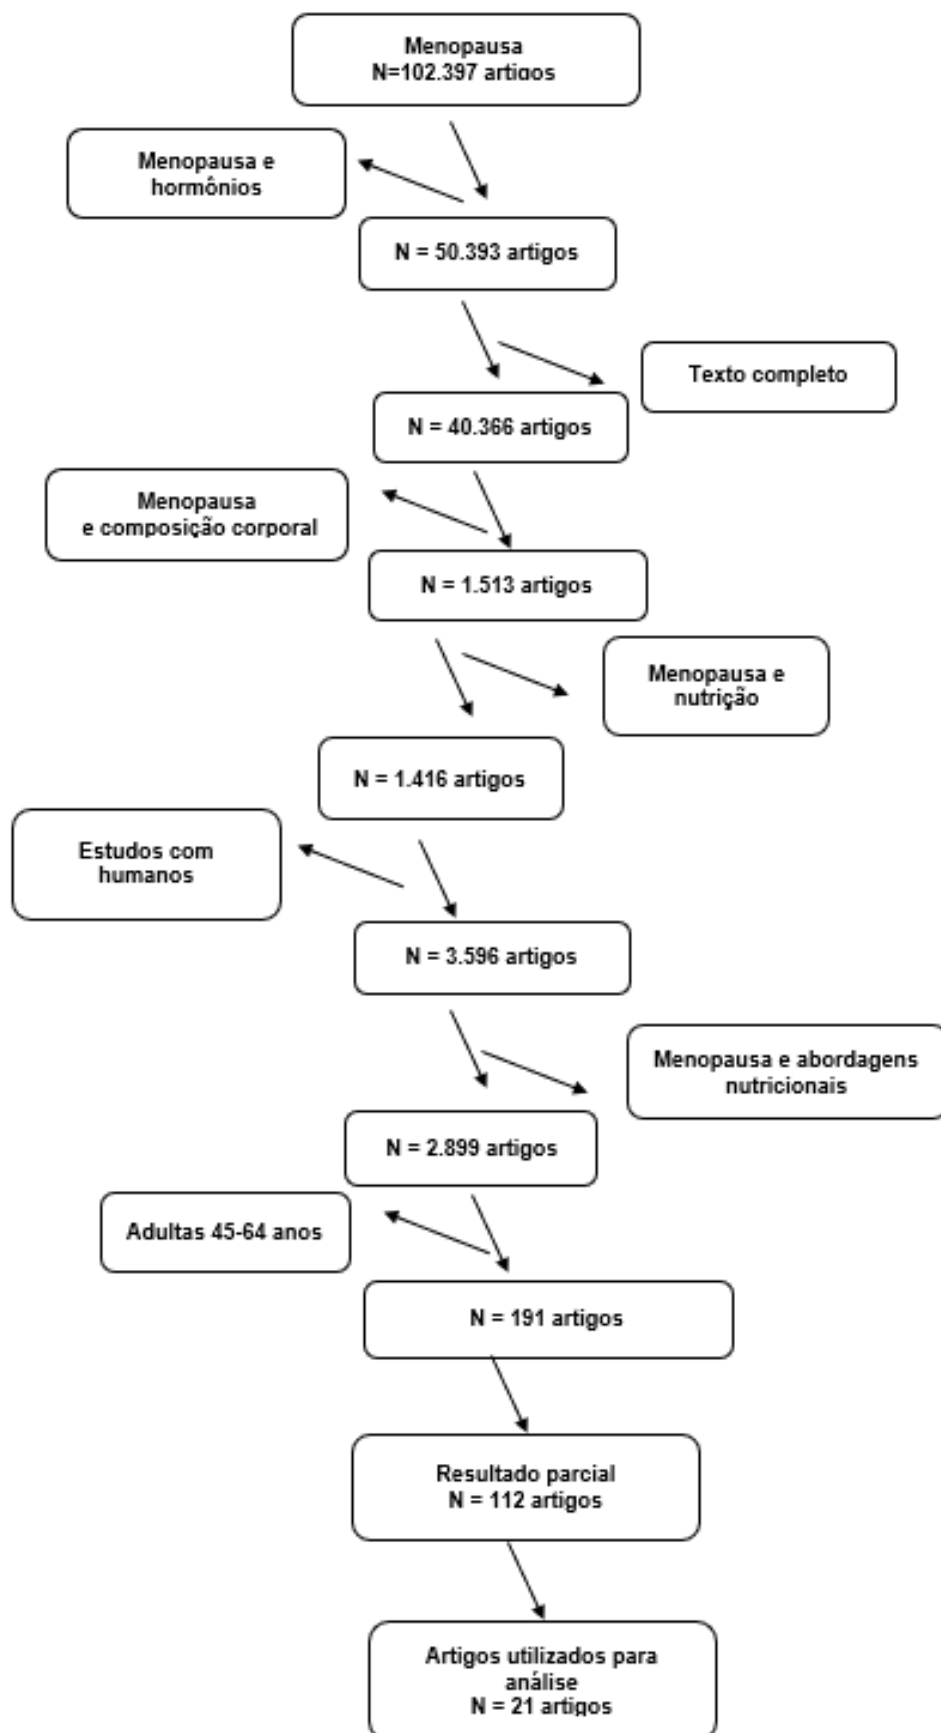 Menopausa
N=102.397 artigos
Menopausa e
hormônios
N = 50.393 artigos
Texto completo
N = 40.366 artigos
Menopausa
e composição corporal
N = 1.513 artigos
Menopausa e
nutrição
N = 1.416 artigos
Estudos com
humanos
N = 3.596 artigos
Menopausa e abordagens
nutricionais
N = 2.899 artigos
Adultas 45-64 anos
N = 191 artigos
Resultado parcial
N = 112 artigos
Artigos utilizados para
análise
N = 21 artigos